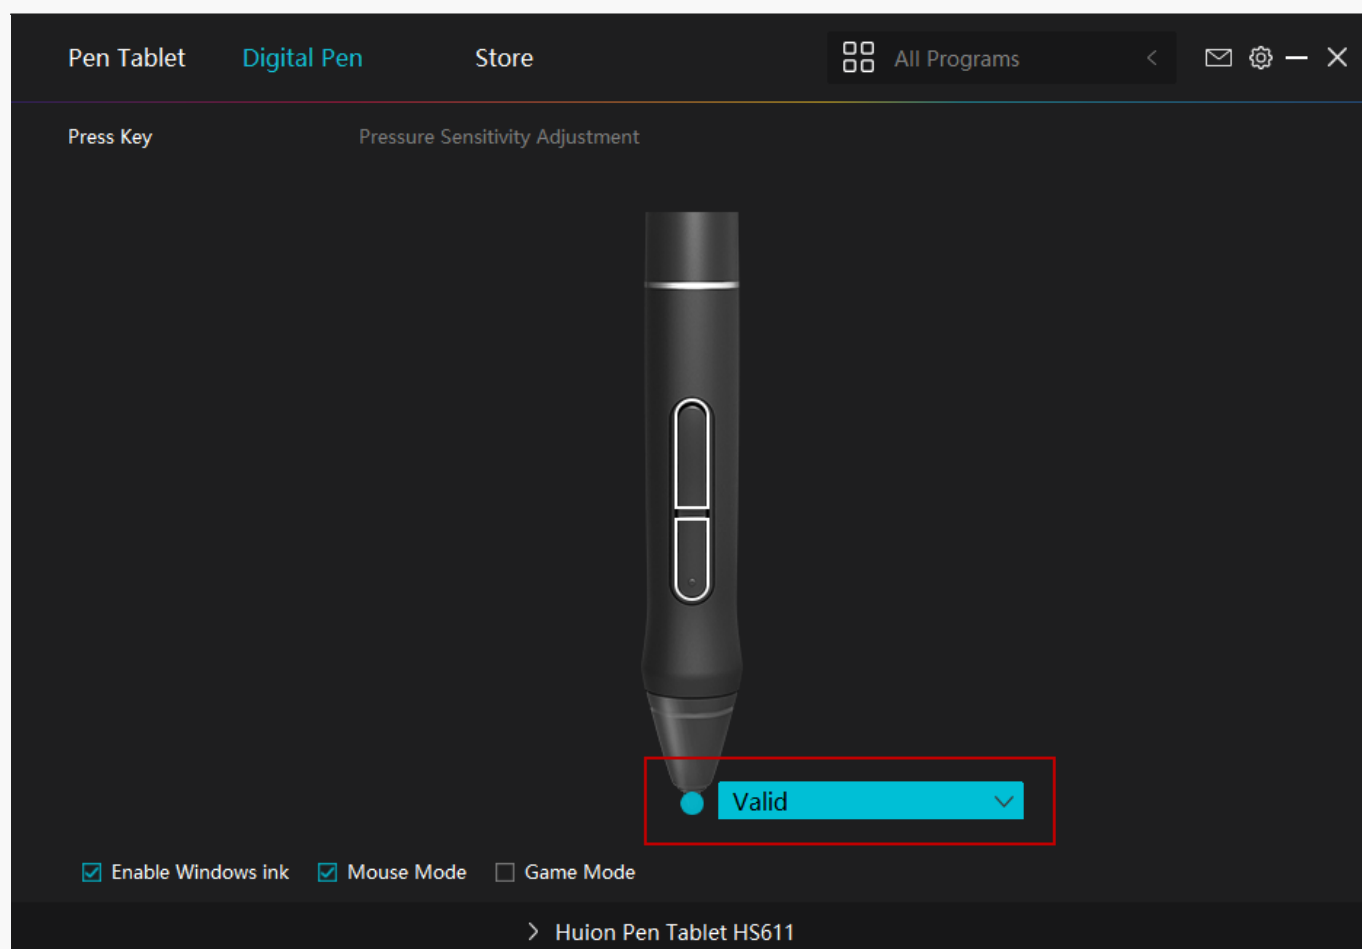 Pen Tablet Digital Pen Store All Programs
Press Key Pressure Sensitivity Adjustment
Valid
Enable Windows ink Mouse Mode Game Mode
Huion Pen Tablet HS611